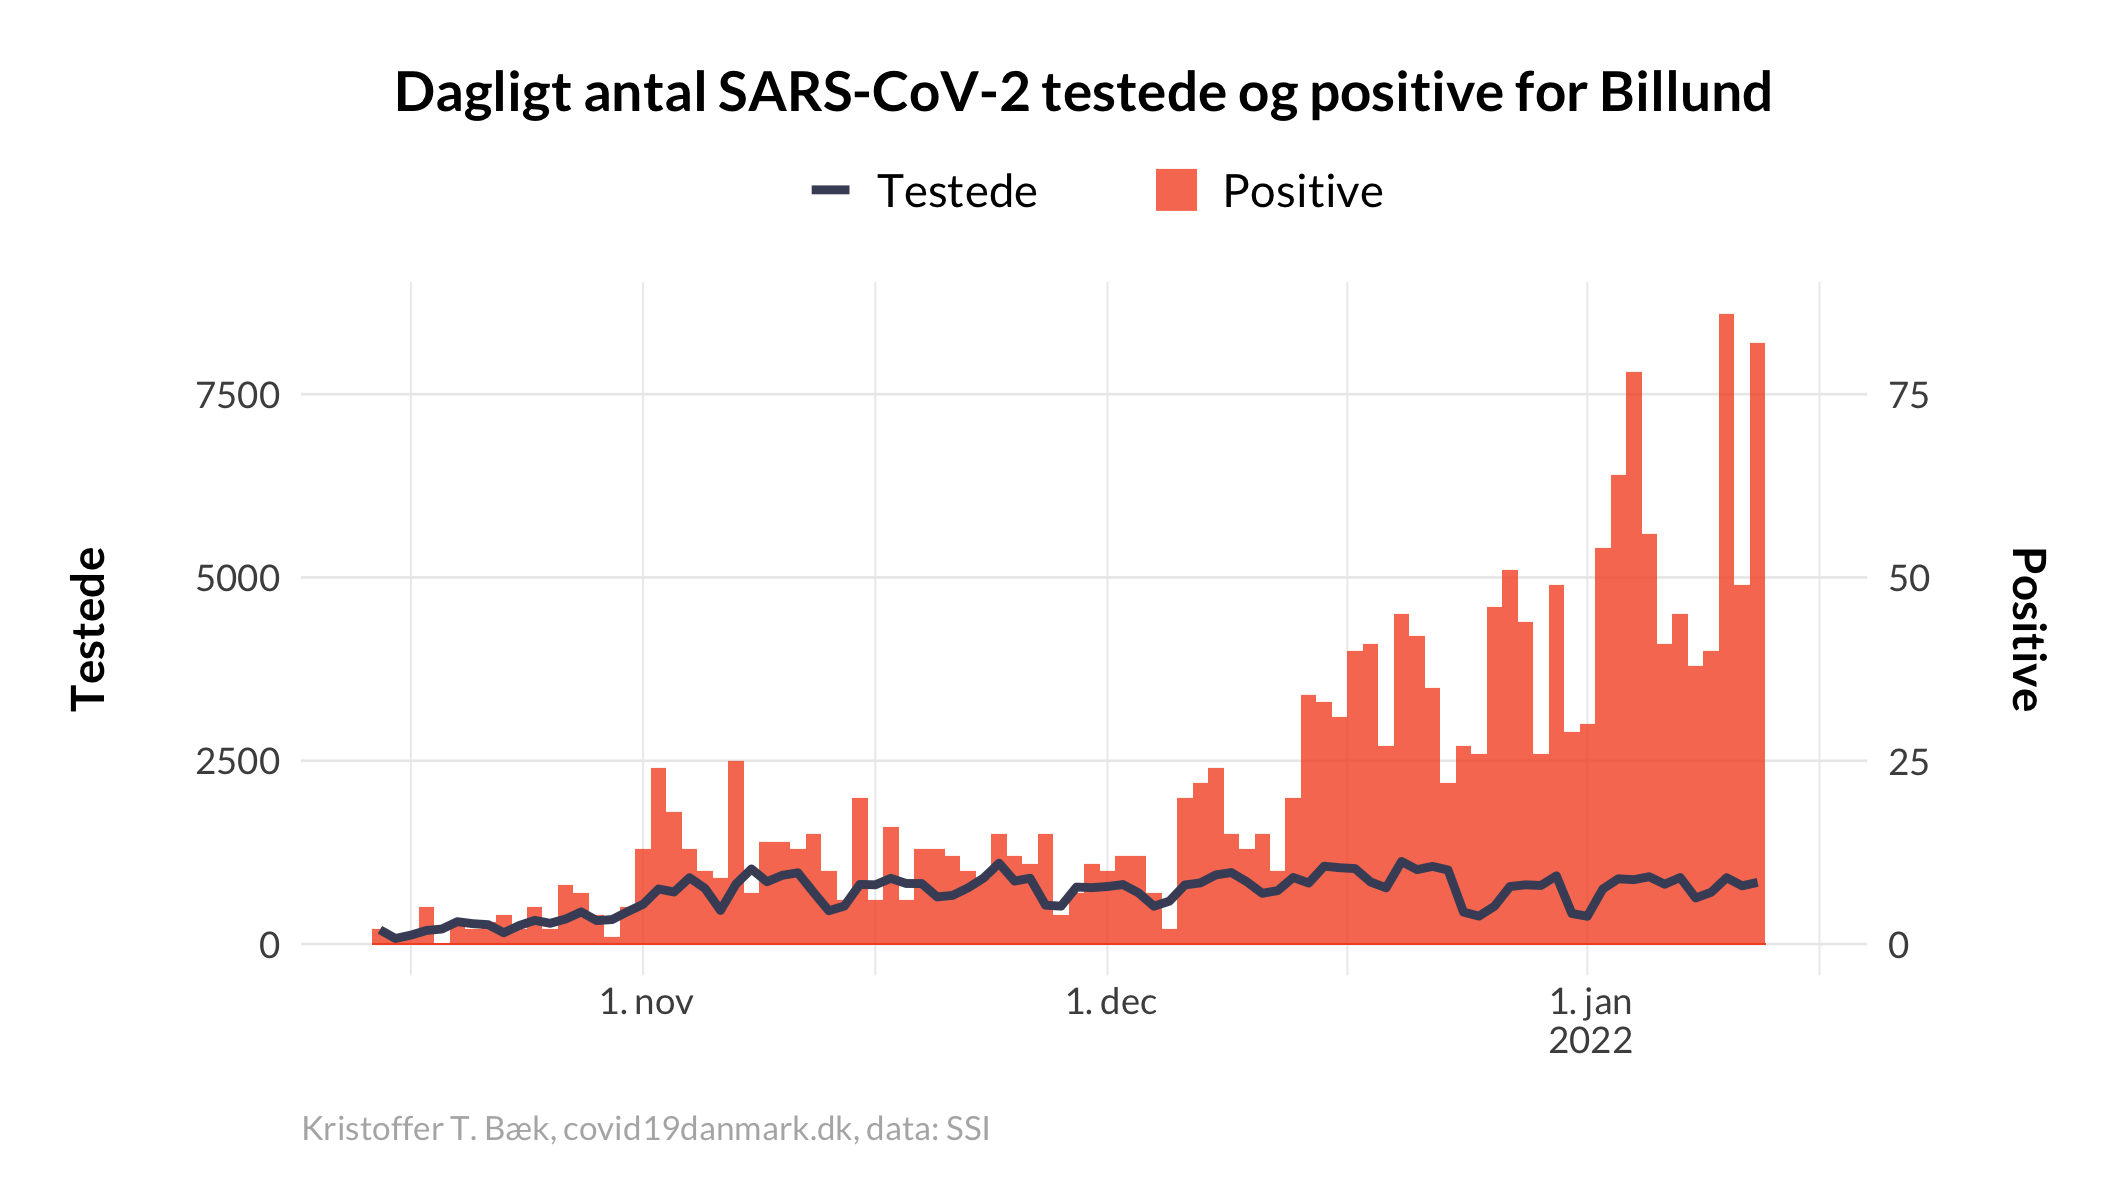 Dagligt antal SARS-CoV-2 testede og positive for Billund
Testede
Positive
7500
5000
2500
0
Testede
75
50
25
0
Positive
1. nov
1. dec
1. jan
2022
Kristoffer T. Bæk, covid19danmark.dk, data: SSI